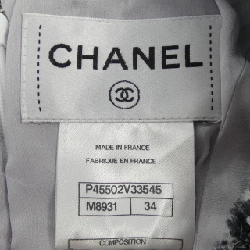 CHANEL
MADE IN FRANCE
FABRIQUE EN FRANCE
P45502V33545
M8931 34
COMPOSITION